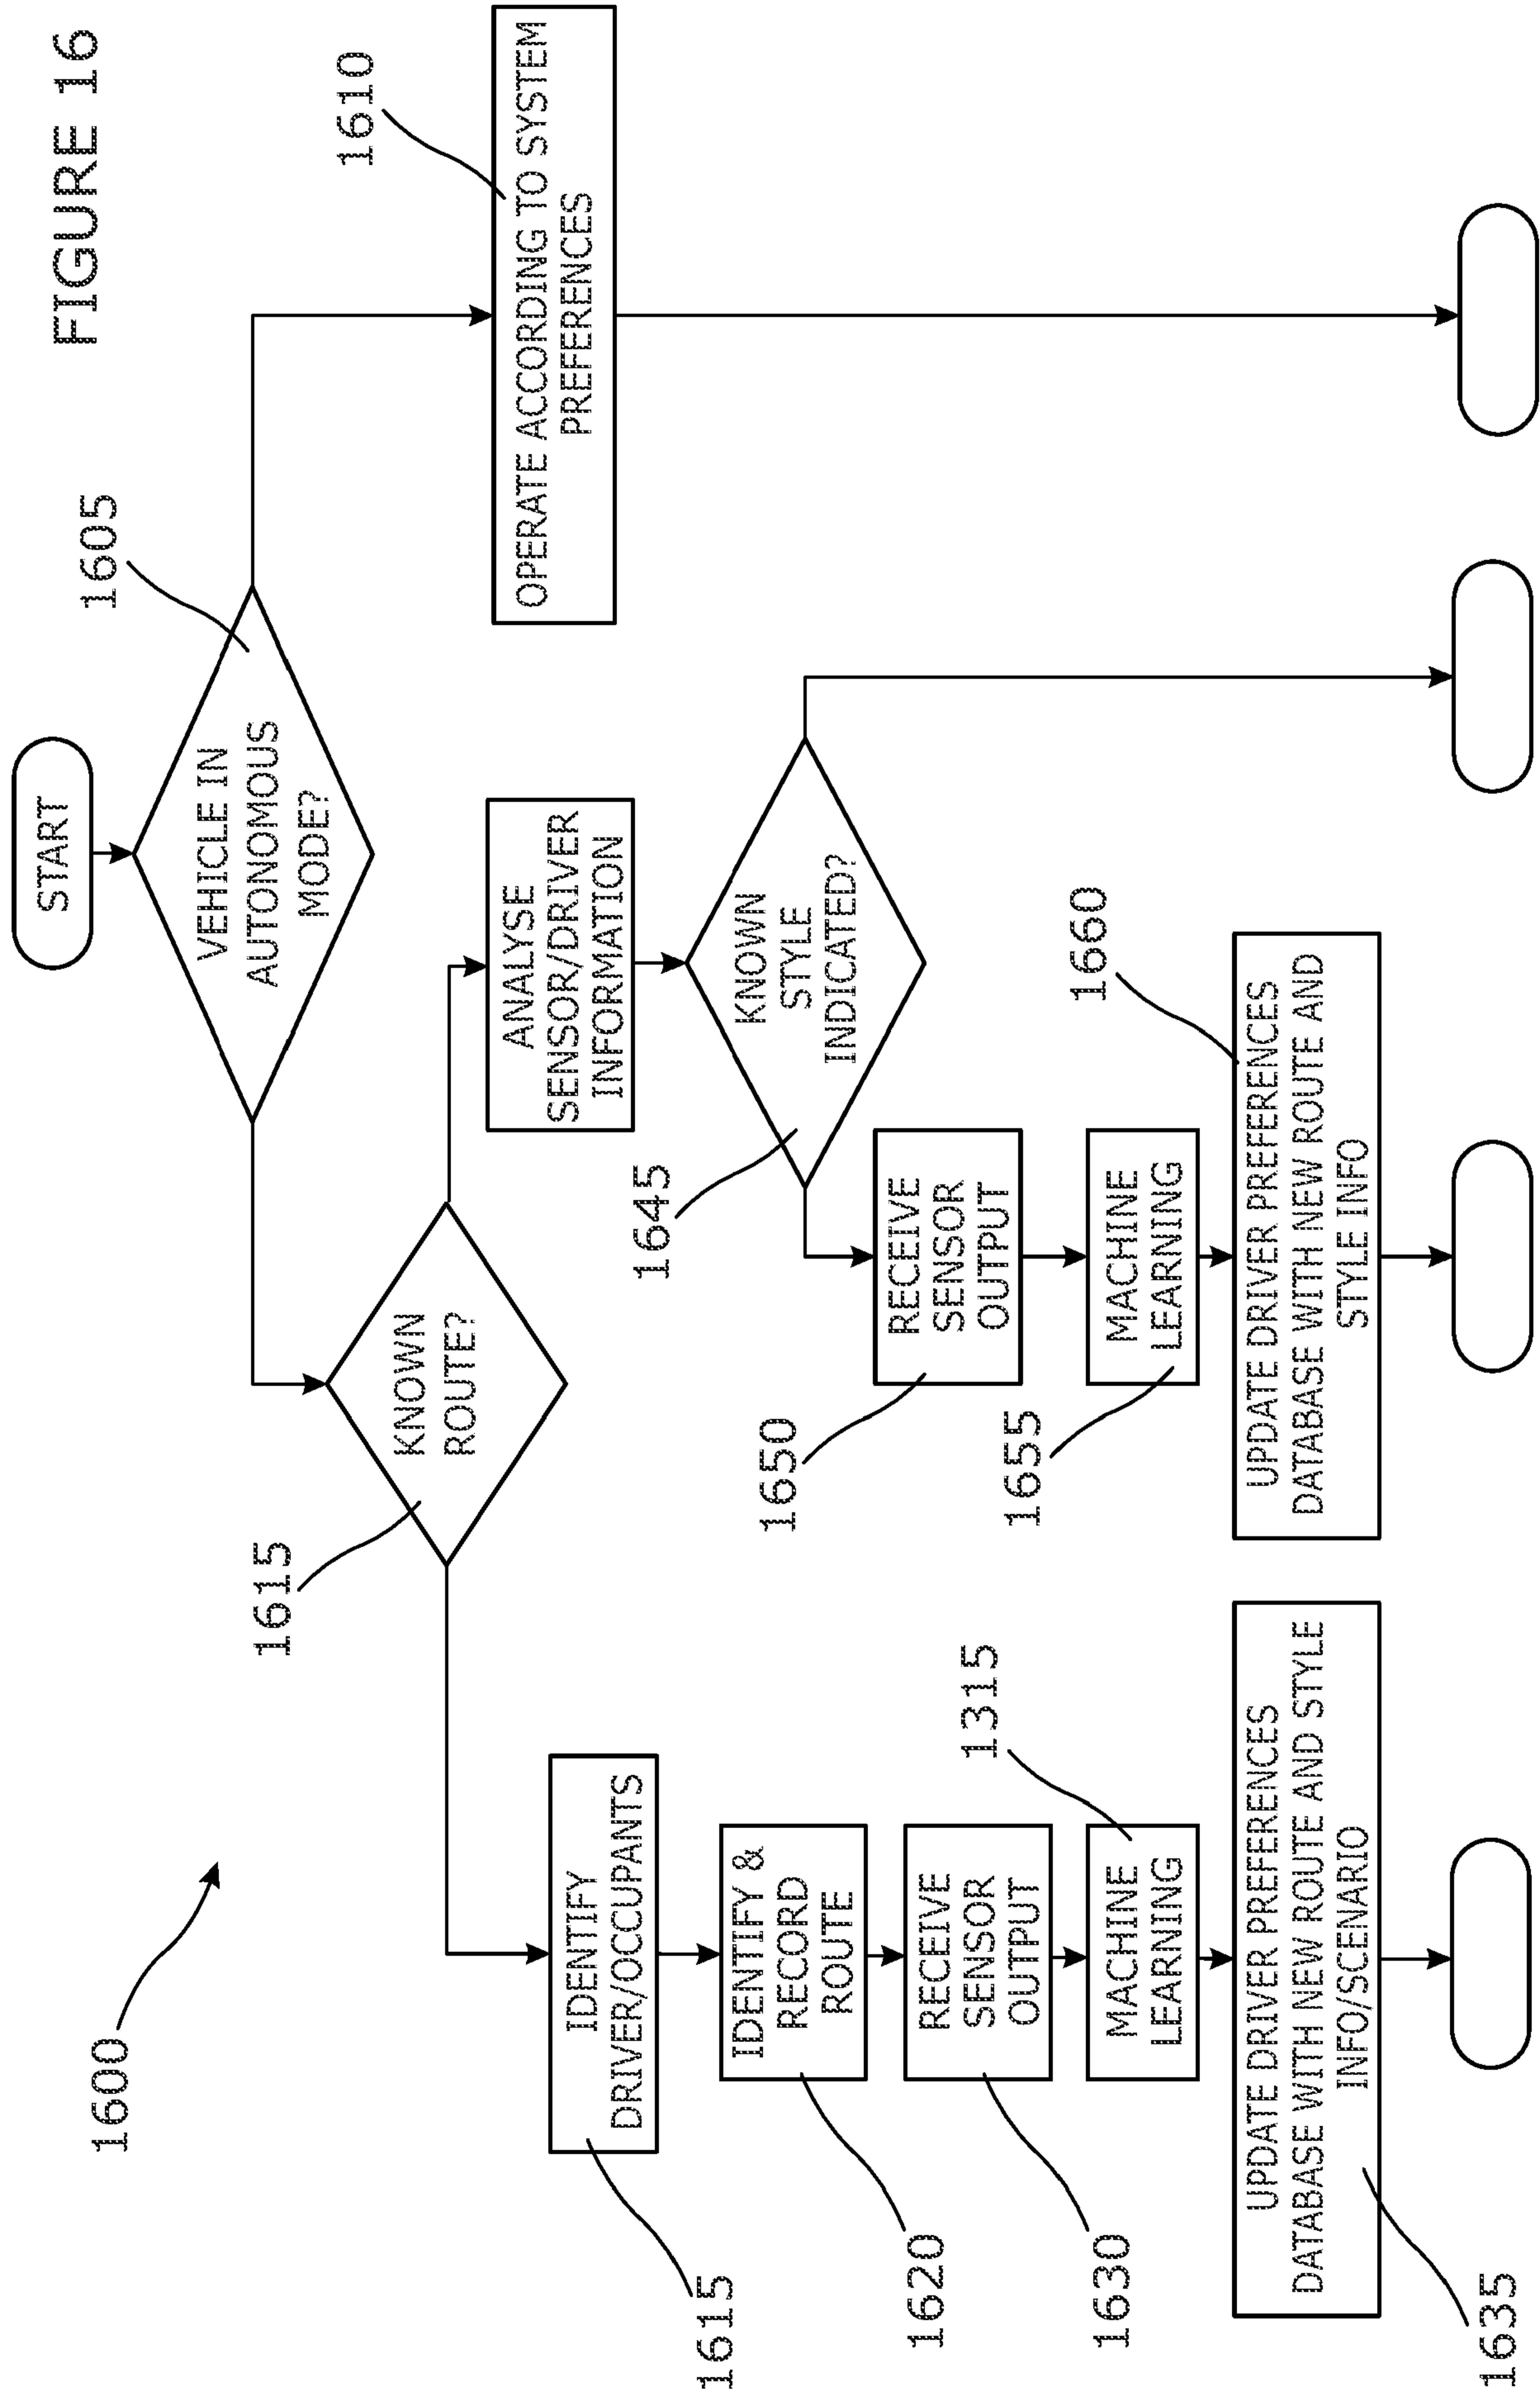 FIGURE 16
1600
START
VEHICLE IN
AUTONOMOUS
MODE?
1605
OPERATE ACCORDING TO SYSTEM
PREFERENCES
1610
KNOWN
ROUTE?
1615
ANALYSE
SENSOR/DRIVER
INFORMATION
KNOWN
STYLE
INDICATED?
1645
IDENTIFY
DRIVER/OCCUPANTS
1615
IDENTIFY &
RECORD
ROUTE
1620
RECEIVE
SENSOR
OUTPUT
1630
MACHINE
LEARNING
1315
UPDATE DRIVER PREFERENCES
DATABASE WITH NEW ROUTE AND STYLE
INFO/SCENARIO
1635
RECEIVE
SENSOR
OUTPUT
1650
MACHINE
LEARNING
1655
UPDATE DRIVER PREFERENCES
DATABASE WITH NEW ROUTE AND
STYLE INFO
1660